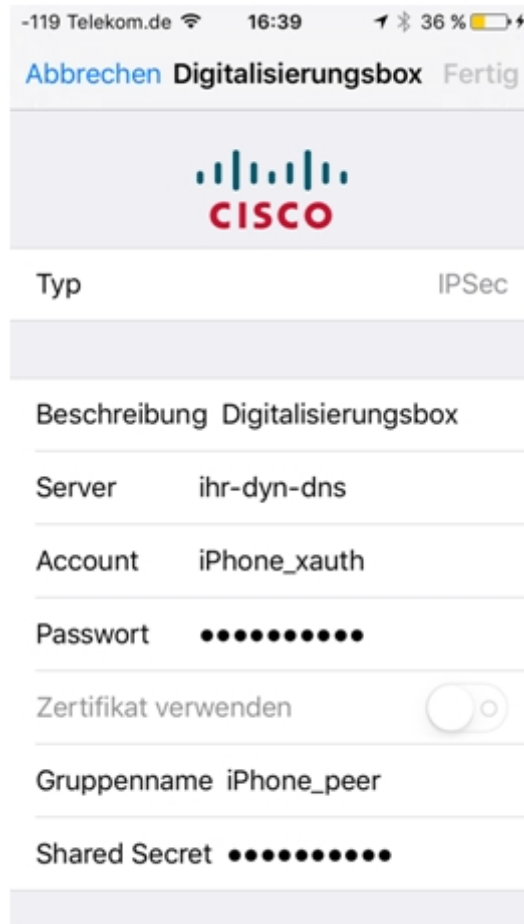 -119 Telekom.de 16:39 36 %
Abbrechen Digitalisierungsbox Fertig
CISCO
Typ IPSec
Beschreibung Digitalisierungsbox
Server ihr-dyn-dns
Account iPhone_xauth
Passwort ●●●●●●●●●●
Zertifikat verwenden
Gruppenname iPhone_peer
Shared Secret ●●●●●●●●●●